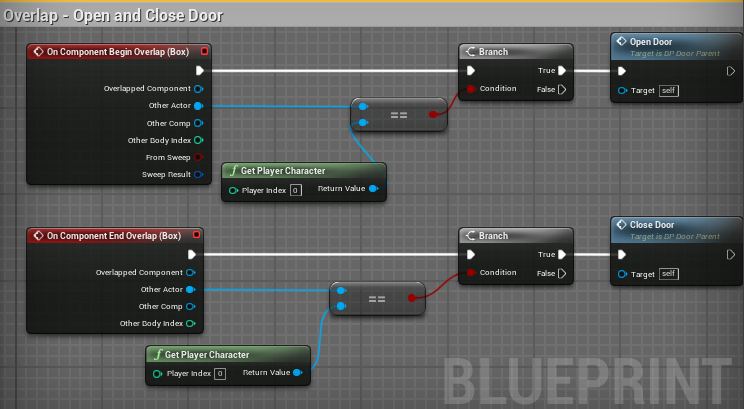 Overlap - Open and Close Door
On Component Begin Overlap (Box)
Overlapped Component
Other Actor
Other Comp
Other Body Index
From Sweep
Sweep Result
==
Get Player Character
Player Index 0
Return Value
Branch
True
Condition
False
Open Door
Target is BP Door Parent
Target self
On Component End Overlap (Box)
Overlapped Component
Other Actor
Other Comp
Other Body Index
==
Get Player Character
Player Index 0
Return Value
Branch
True
Condition
False
Close Door
Target is BP Door Parent
Target self
BLUEPRINT